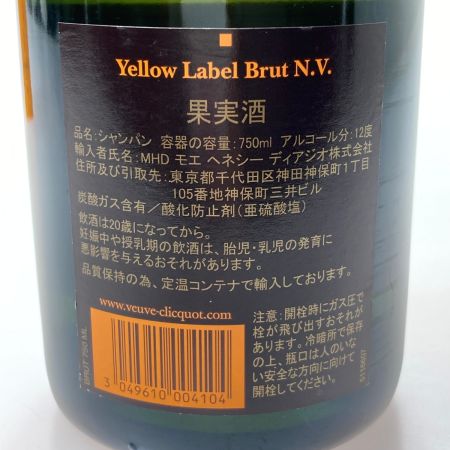 Yellow Label Brut N.V.
果実酒
品名:シャンパン 容器の容量:750ml アルコール分:12度
輸入者氏名:MHD モエ ヘネシー ディアジオ株式会社
住所及び引取先:東京都千代田区神田神保町1丁目
105番地神保町三井ビル
炭酸ガス含有/酸化防止剤(亜硫酸塩)
飲酒は20歳になってから。
妊娠中や授乳期の飲酒は、胎児・乳児の発育に
悪影響を与えるおそれがあります。
品質保持の為、定温コンテナで輸入しております。
www.veuve-clicquot.com
BRUT 750 ML
3 049610 004104
注意:開栓時にガス圧で
栓が飛び出すおそれが
あります。冷暗所で保存
の上、瓶口は人のいな
い安全な方向に向けて
開栓してください。